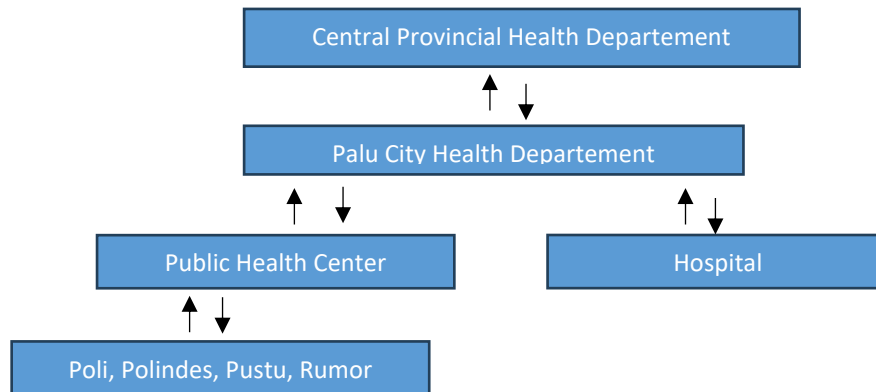 Central Provincial Health Departement
Palu City Health Departement
Public Health Center
Hospital
Poli, Polindes, Pustu, Rumor